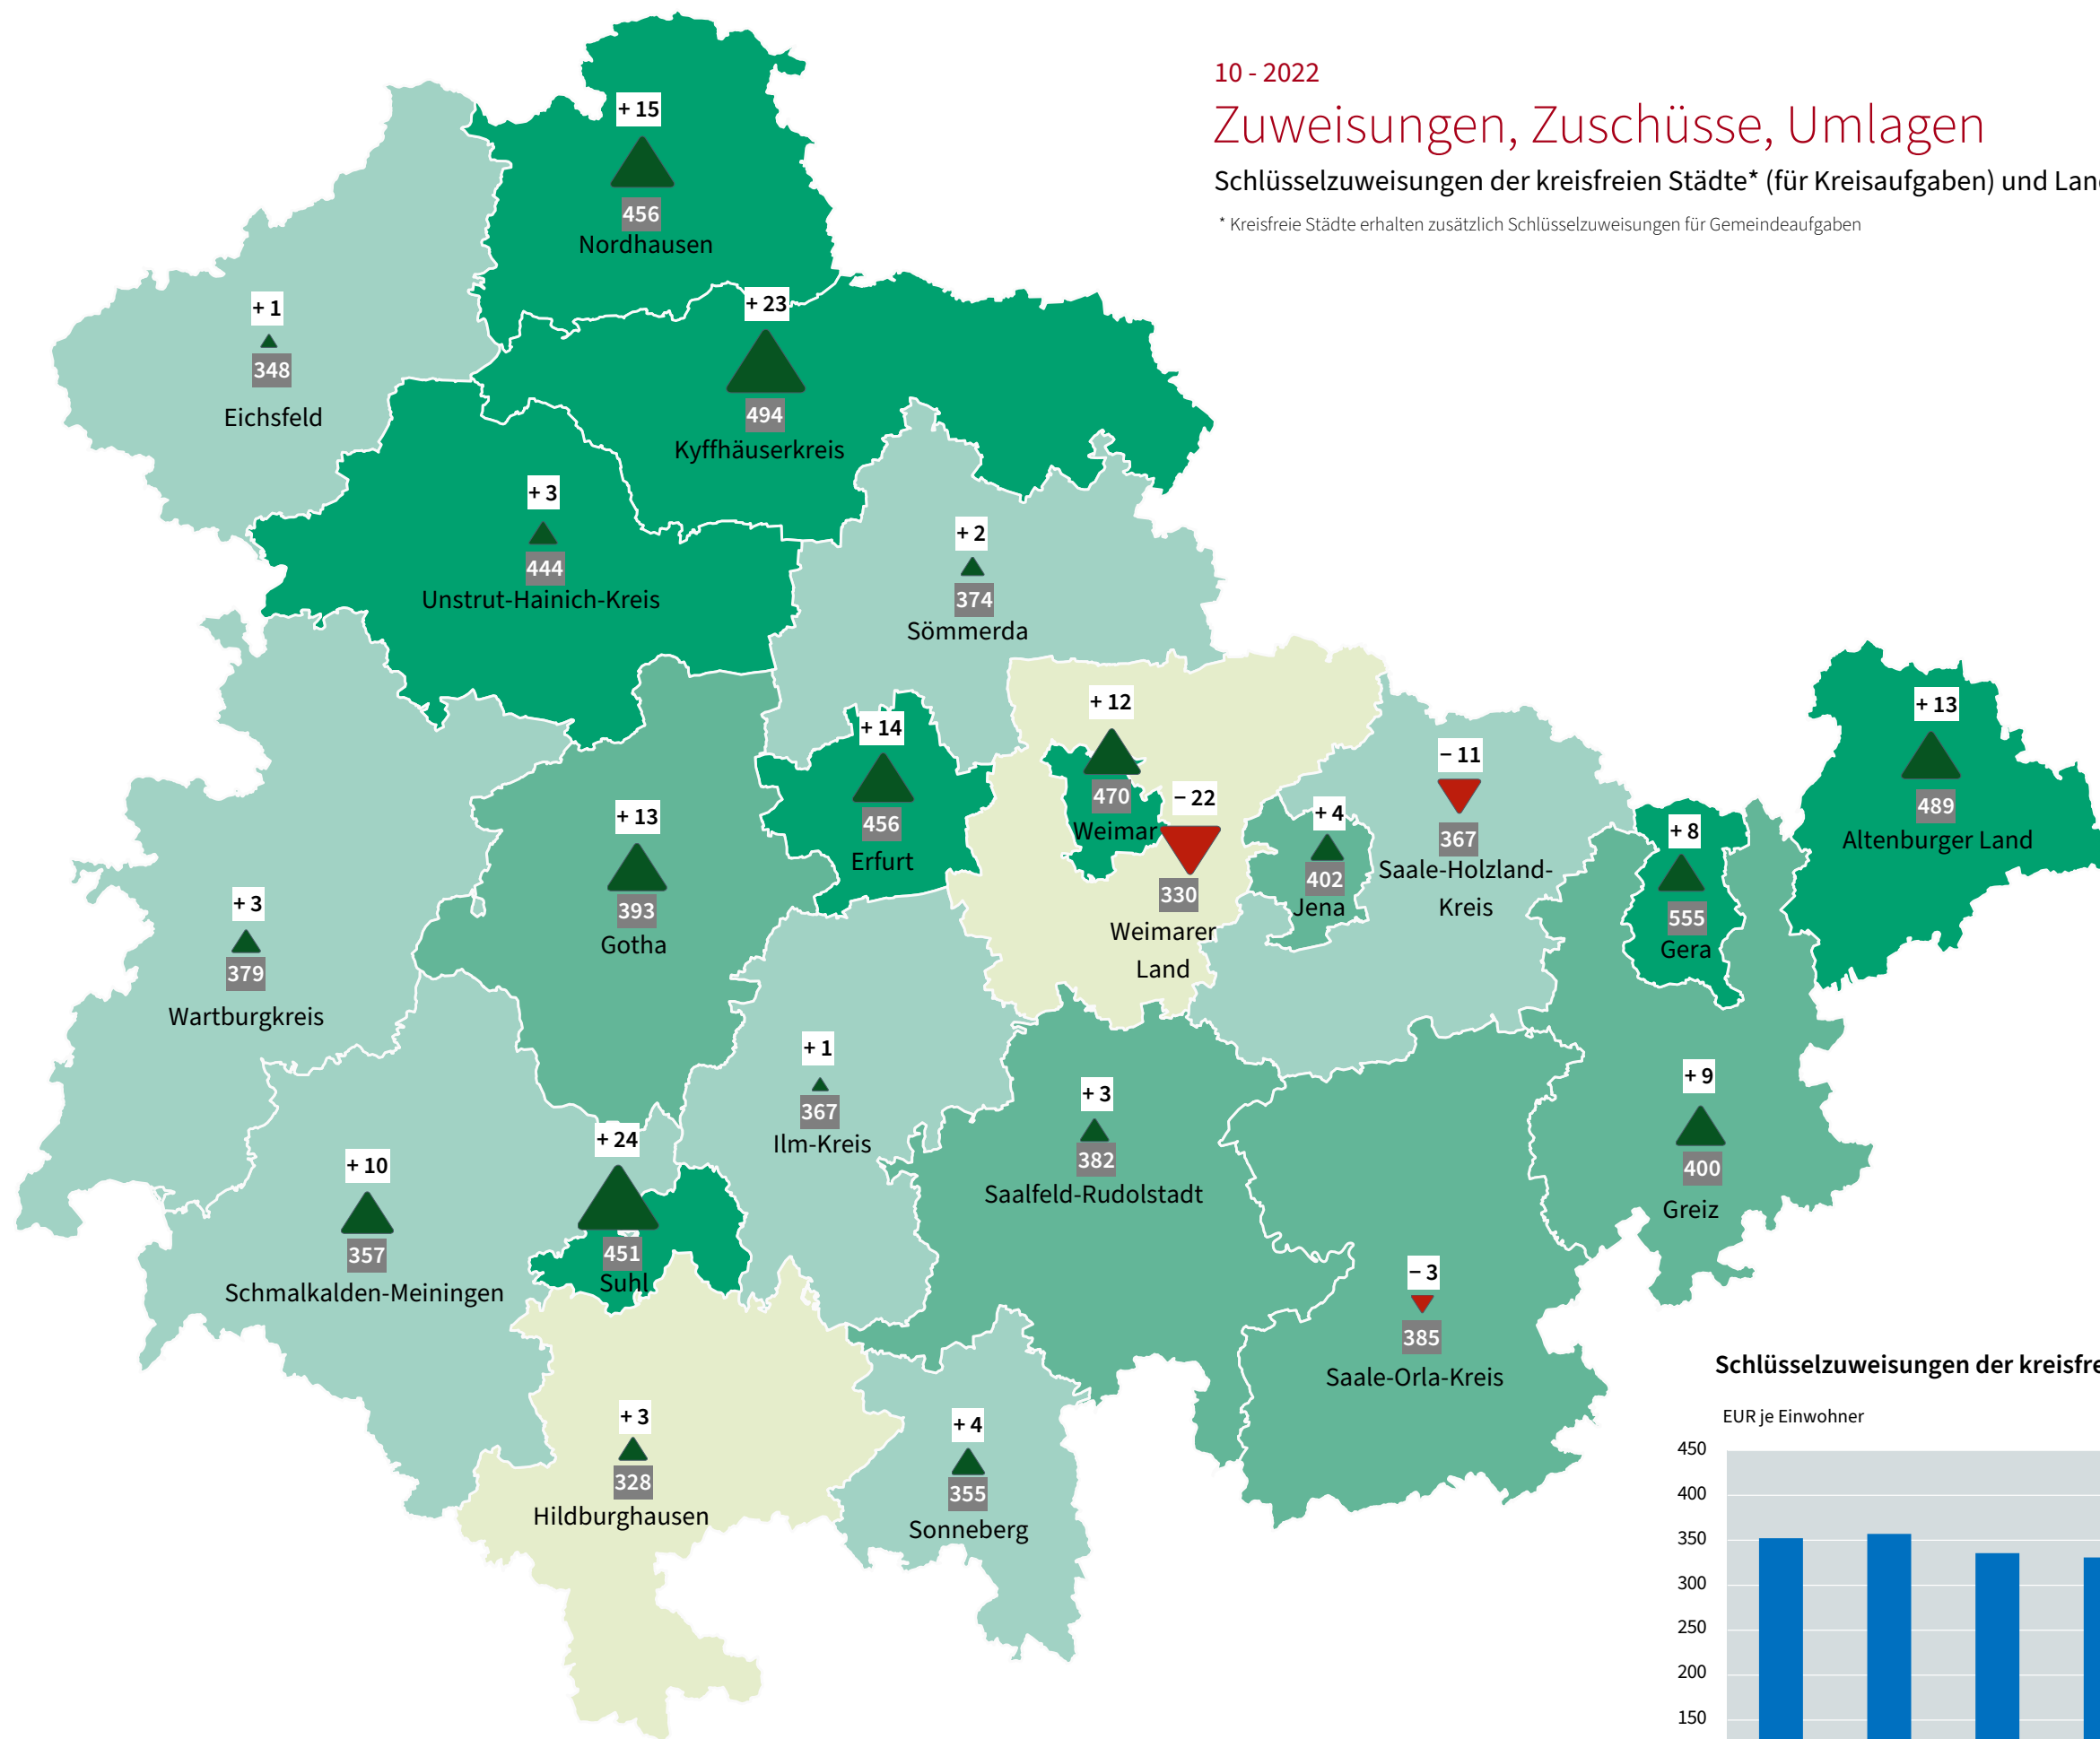 10 - 2022
Zuweisungen, Zuschüsse, Umlagen
Schlüsselzuweisungen der kreisfreien Städte* (für Kreisaufgaben) und
* Kreisfreie Städte erhalten zusätzlich Schlüsselzuweisungen für Gemeindeaufgaben
+ 15
456
Nordhausen
+ 1
348
Eichsfeld
+ 23
494
Kyffhäuserkreis
+ 3
444
Unstrut-Hainich-Kreis
+ 2
374
Sömmerda
+ 14
456
Erfurt
+ 12
470
Weimar
− 22
330
Weimarer
Land
+ 4
402
Jena
− 11
367
Saale-Holzland-
Kreis
+ 8
555
Gera
+ 13
489
Altenburger Land
+ 13
393
Gotha
+ 3
379
Wartburgkreis
+ 1
367
Ilm-Kreis
+ 3
382
Saalfeld-Rudolstadt
+ 9
400
Greiz
+ 10
357
Schmalkalden-Meiningen
+ 24
451
Suhl
− 3
385
Saale-Orla-Kreis
+ 3
328
Hildburghausen
+ 4
355
Sonneberg
Schlüsselzuweisungen der
EUR je Einwohner
450
400
350
300
250
200
150